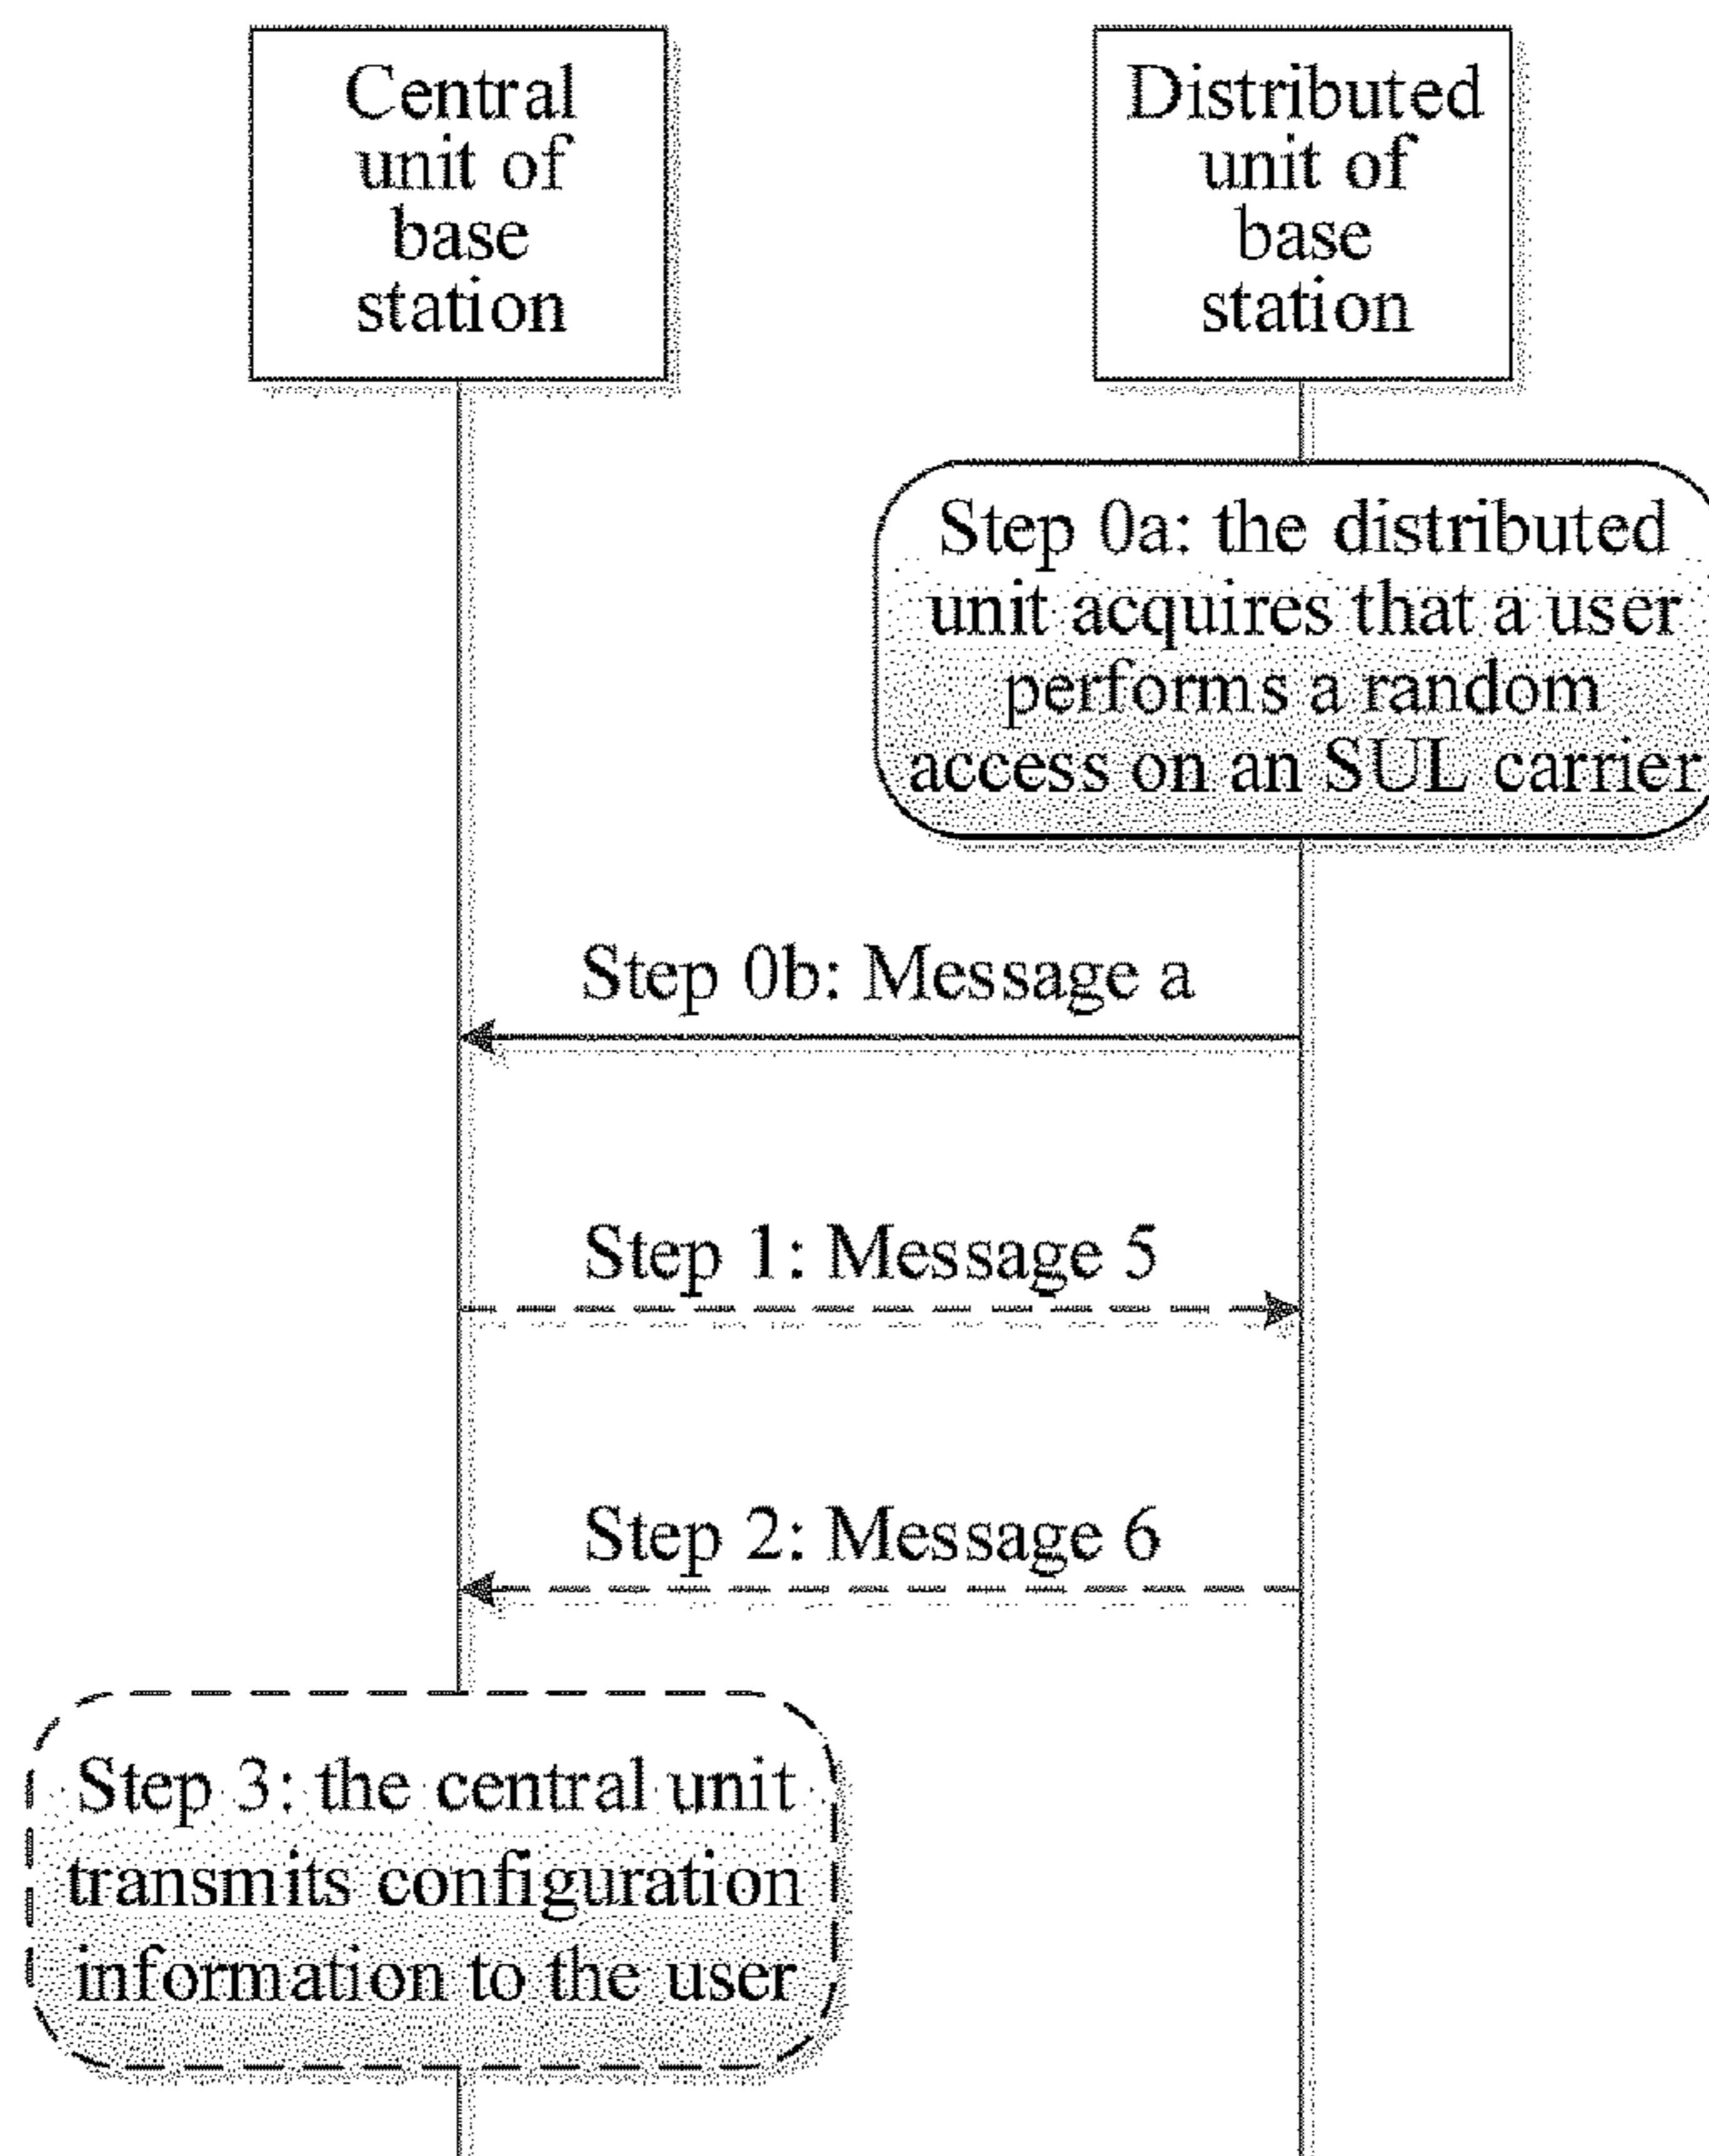 Central
unit of
base
station
Distributed
unit of
base
station
Step 0a: the distributed
unit acquires that a user
performs a random
access on an SUL carrier
Step 0b: Message a
Step 1: Message 5
Step 2: Message 6
Step 3: the central unit
transmits configuration
information to the user